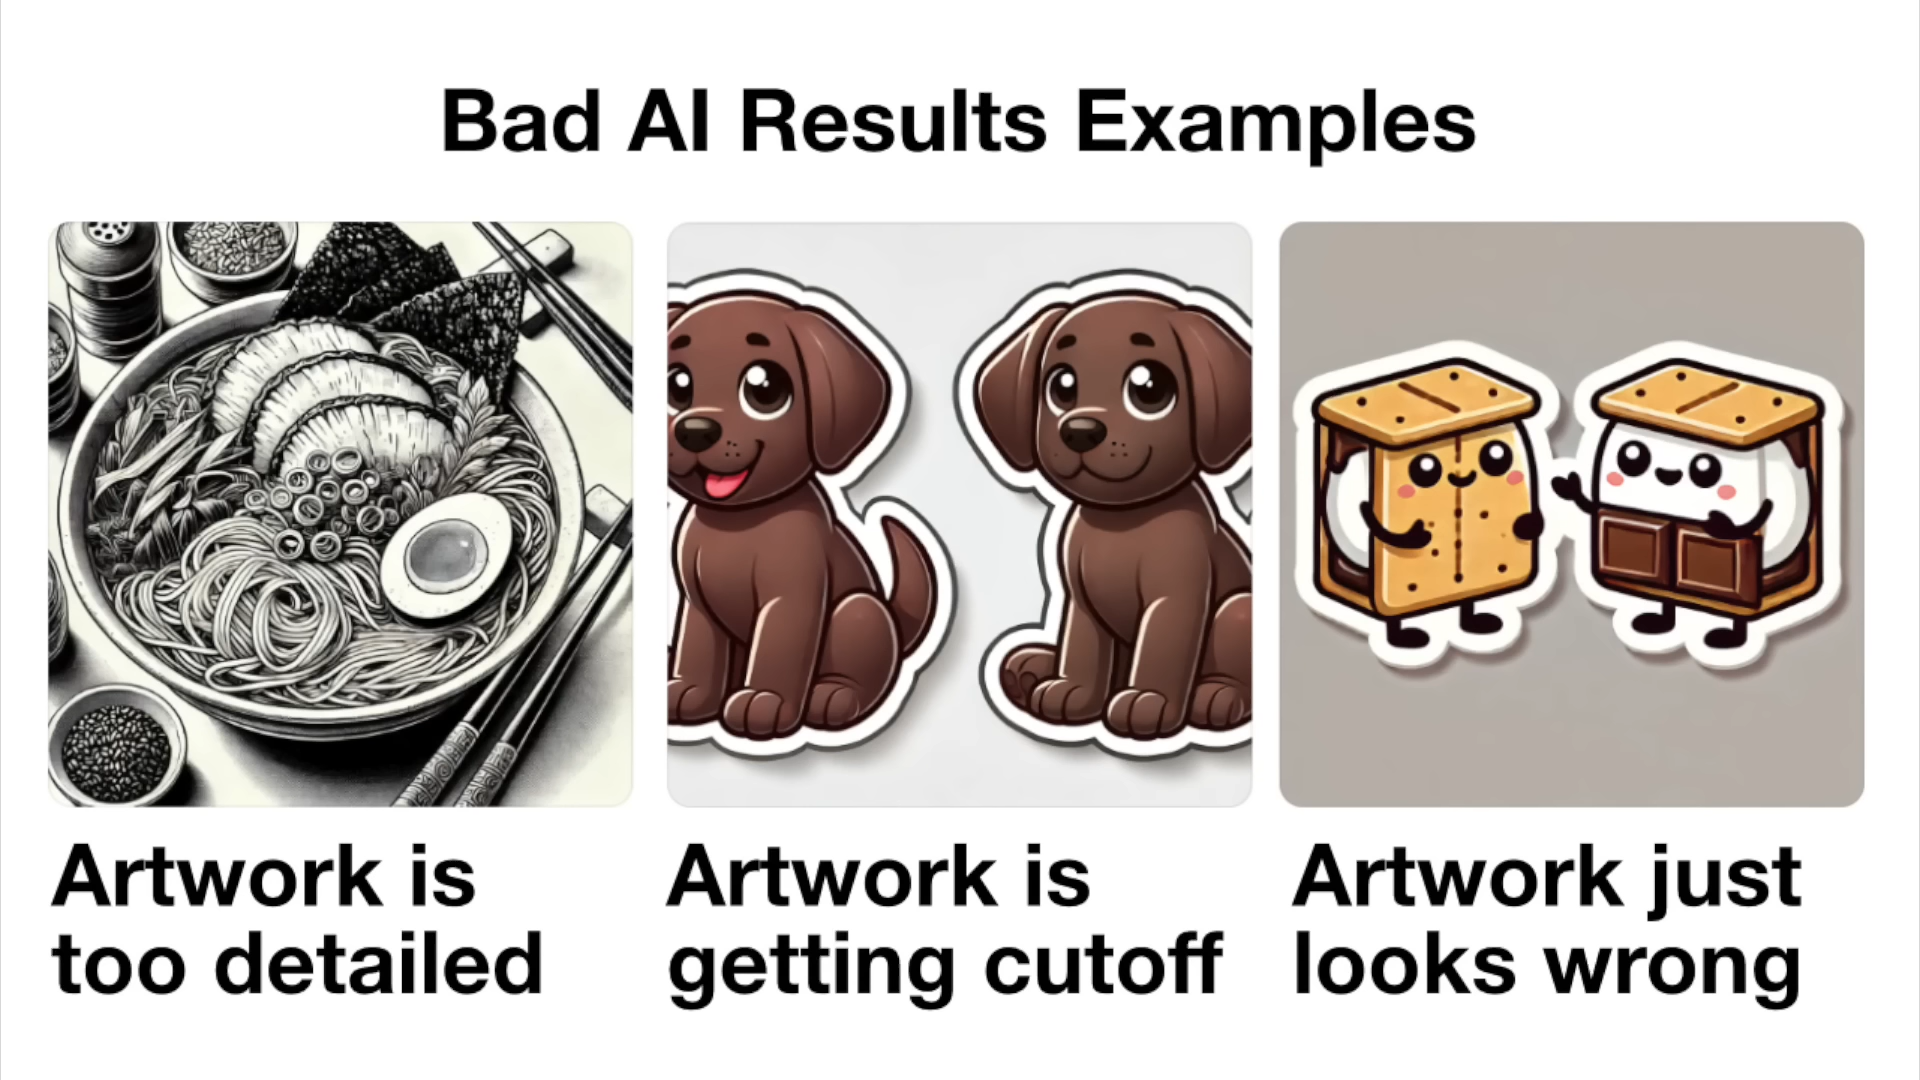 Bad AI Results Examples
Artwork is
too detailed
Artwork is
getting cutoff
Artwork just
looks wrong